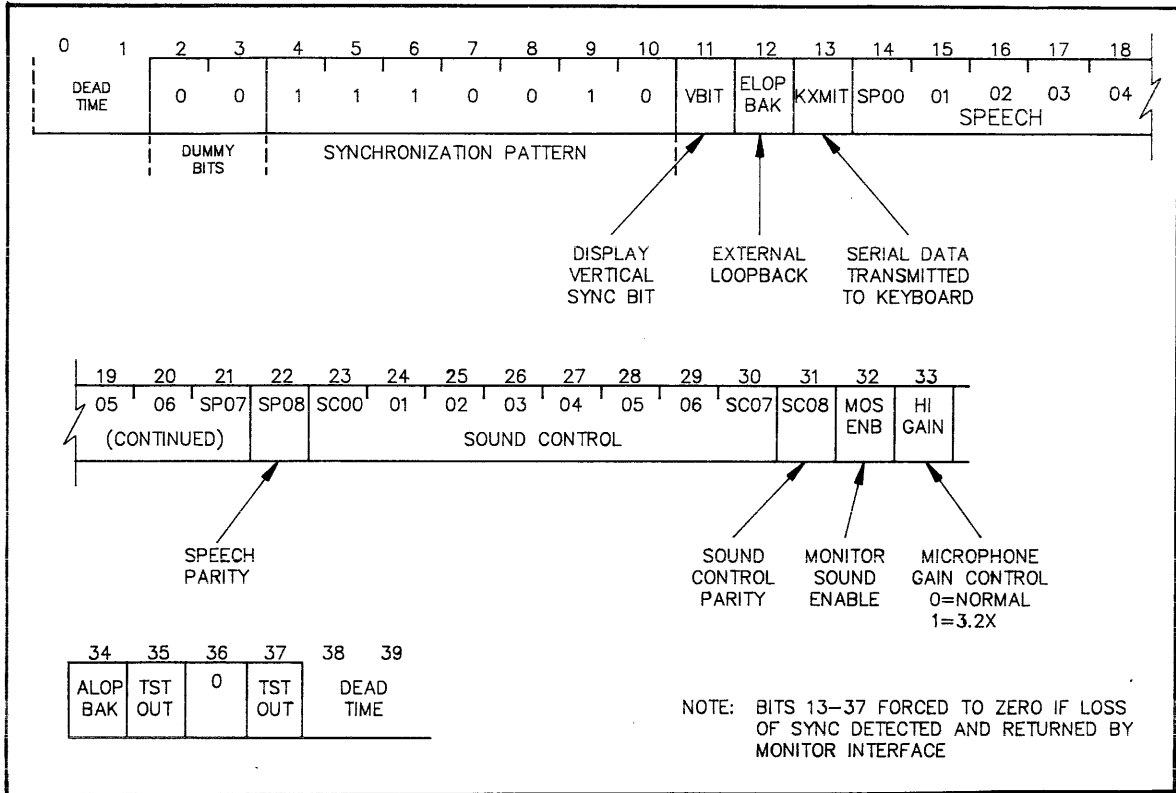 0 1 2 3 4 5 6 7 8 9 10 11 12 13 14 15 16 17 18
DEAD TIME
0 0 1 1 1 0 0 1 0
VBIT
ELOP BAK
KXMIT
SP00 01 02 03 04
SPEECH
DUMMY BITS
SYNCHRONIZATION PATTERN
DISPLAY VERTICAL SYNC BIT
EXTERNAL LOOPBACK
SERIAL DATA TRANSMITTED TO KEYBOARD
19 20 21 22 23 24 25 26 27 28 29 30 31 32 33
05 06 SP07 SP08 SC00 01 02 03 04 05 06 SC07 SC08
MOS ENB
HI GAIN
(CONTINUED)
SOUND CONTROL
SPEECH PARITY
SOUND CONTROL PARITY
MONITOR SOUND ENABLE
MICROPHONE GAIN CONTROL
0=NORMAL
1=3.2X
34 35 36 37 38 39
ALOP BAK
TST OUT
0
TST OUT
DEAD TIME
NOTE: BITS 13-37 FORCED TO ZERO IF LOSS
OF SYNC DETECTED AND RETURNED BY
MONITOR INTERFACE